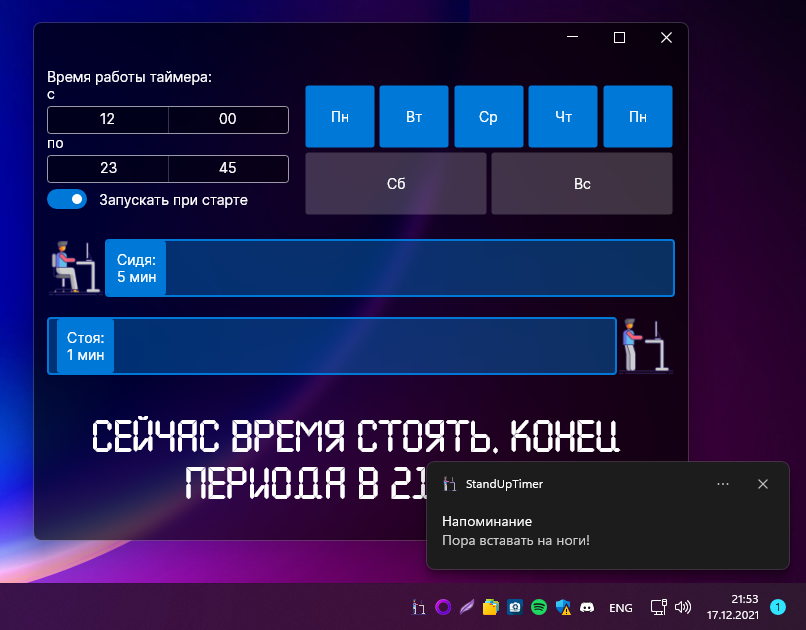 Время работы таймера:
с
12 00
по
23 45
Запускать при старте
Пн Вт Ср Чт Пн
Сб Вс
Сидя:
5 мин
Стоя:
1 мин
СЕЙЧАС ВРЕМЯ СТОЯТЬ. КОНЕЦ
ПЕРИОДА В 21
StandUpTimer
Напоминание
Пора вставать на ноги!
ENG
21:53
17.12.2021
1